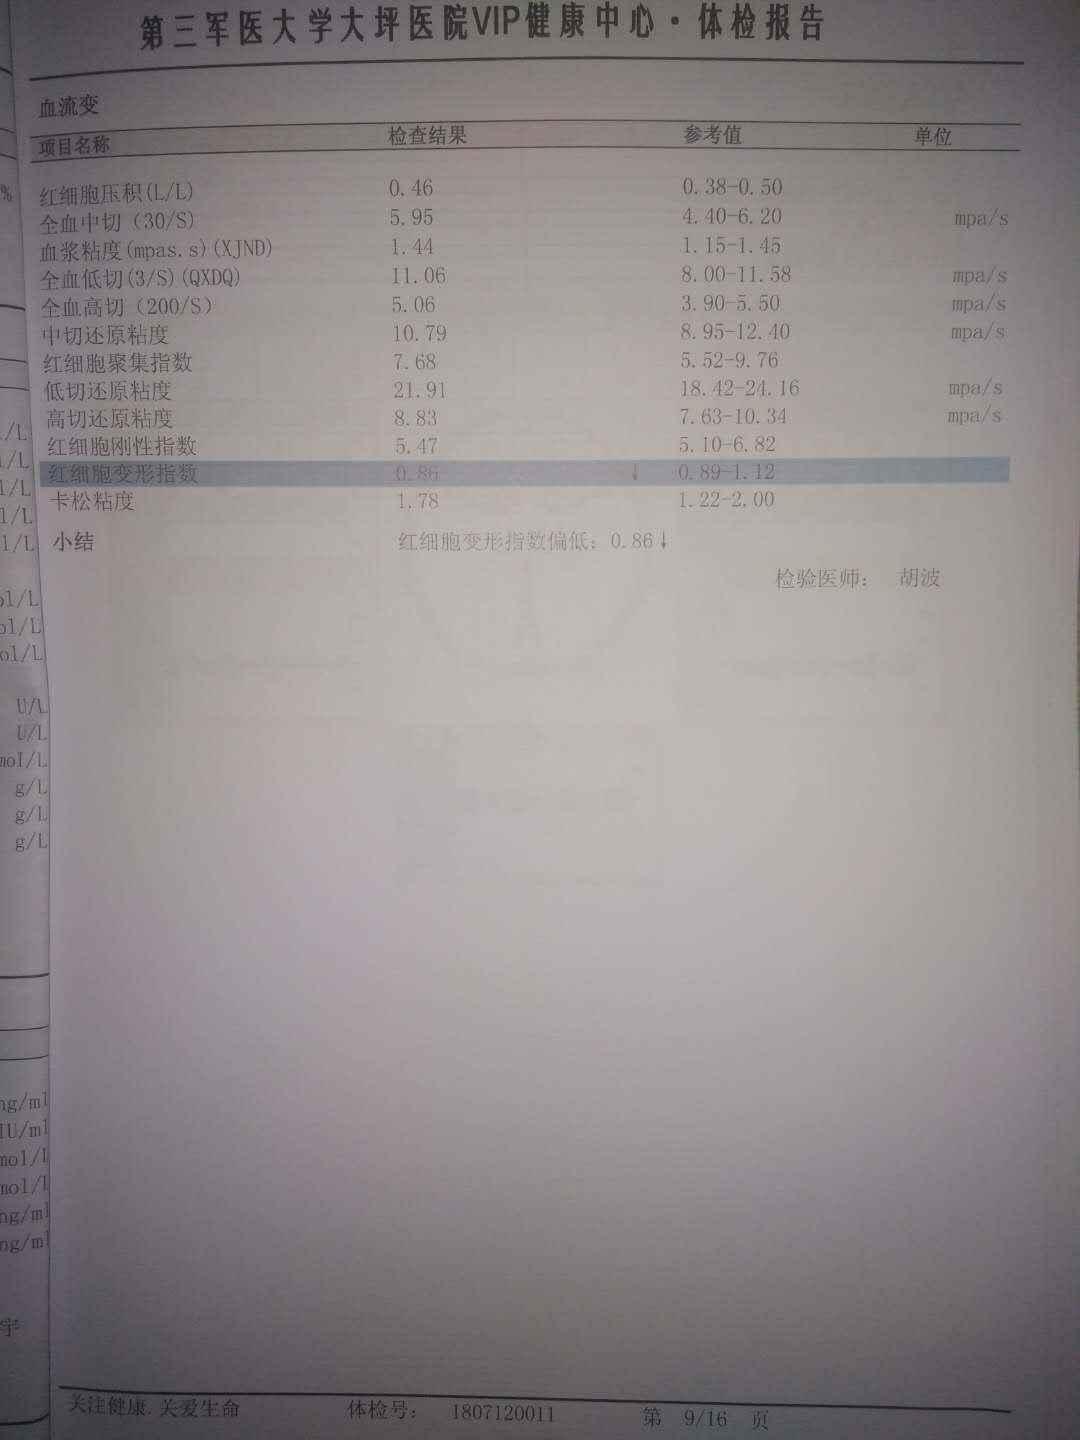 第三军医大学大坪医院VIP健康中心·体检报告
血流变
项目名称 检查结果 参考值 单位
红细胞压积(L/L) 0.46 0.38-0.50
全血中切（30/S） 5.95 4.40-6.20 mpa/s
血浆粘度(mpas.s)(XJND) 1.44 1.15-1.45
全血低切(3/S)(QXDQ) 11.06 8.00-11.58 mpa/s
全血高切（200/S） 5.06 3.90-5.50 mpa/s
中切还原粘度 10.79 8.95-12.40 mpa/s
红细胞聚集指数 7.68 5.52-9.76
低切还原粘度 21.91 18.42-24.16 mpa/s
高切还原粘度 8.83 7.63-10.34 mpa/s
红细胞刚性指数 5.47 5.10-6.82
红细胞变形指数 0.86 ↓ 0.89-1.12
卡松粘度 1.78 1.22-2.00
小结 红细胞变形指数偏低；0.86↓
检验医师： 胡波
%
U/L
U/L
mol/L
g/L
g/L
g/L
ng/ml
IU/ml
mol/l
mol/l
ng/ml
ng/ml
宇
关注健康.关爱生命 体检号： 1807120011 第 9/16 页